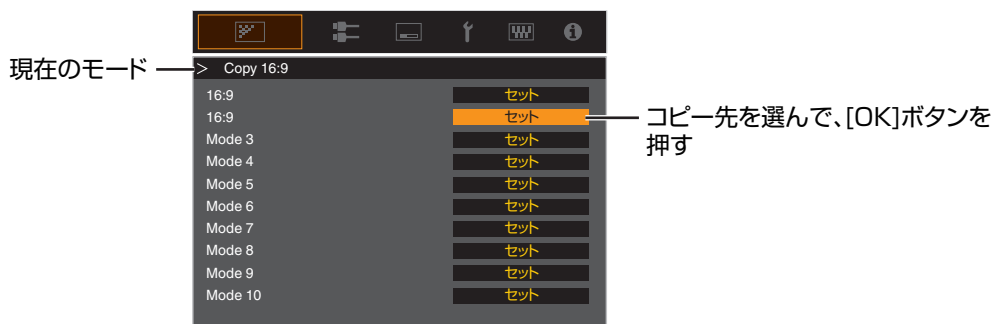 現在のモード
> Copy 16:9
16:9 セット
16:9 セット
Mode 3 セット
Mode 4 セット
Mode 5 セット
Mode 6 セット
Mode 7 セット
Mode 8 セット
Mode 9 セット
Mode 10 セット
コピー先を選んで、[OK]ボタンを
押す